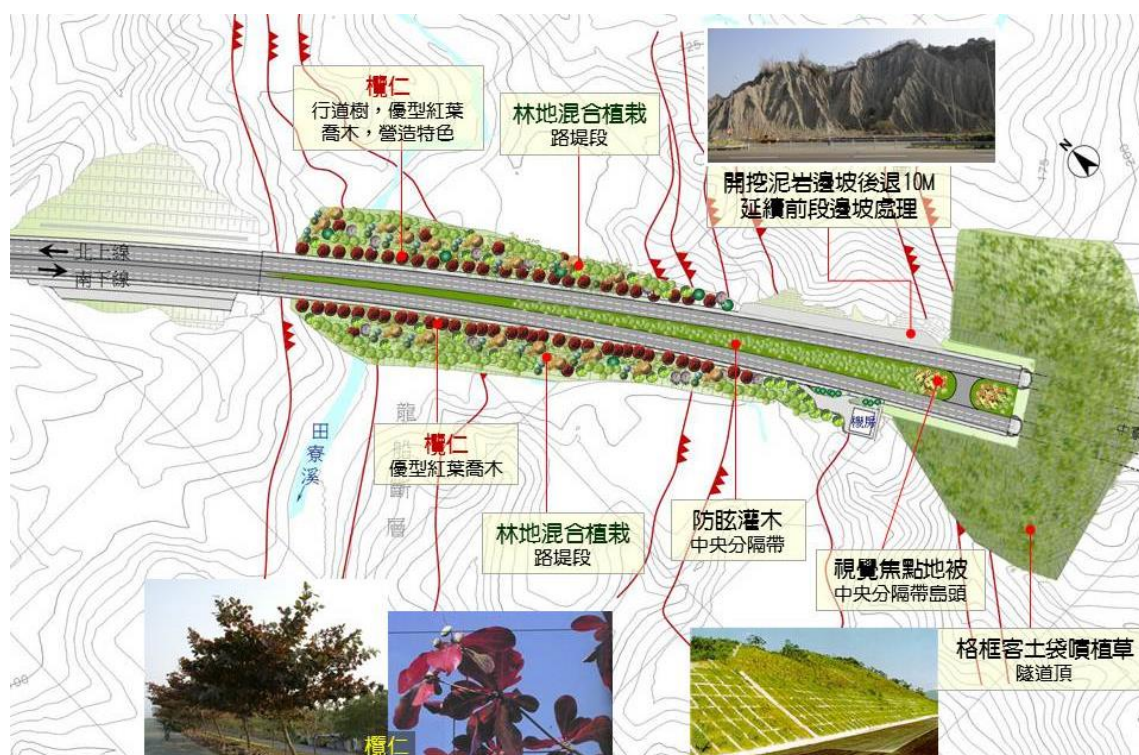 欖仁
行道樹，優型紅葉
喬木，營造特色
林地混合植栽
路堤段
開挖泥岩邊坡後退10M
延續前段邊坡處理
N
175
200
北上線
南下線
田寮溪
龍船斷層
機房
欖仁
優型紅葉喬木
林地混合植栽
路堤段
防眩灌木
中央分隔帶
視覺焦點地被
中央分隔帶島頭
格框客土袋噴植草
隧道頂
欖仁